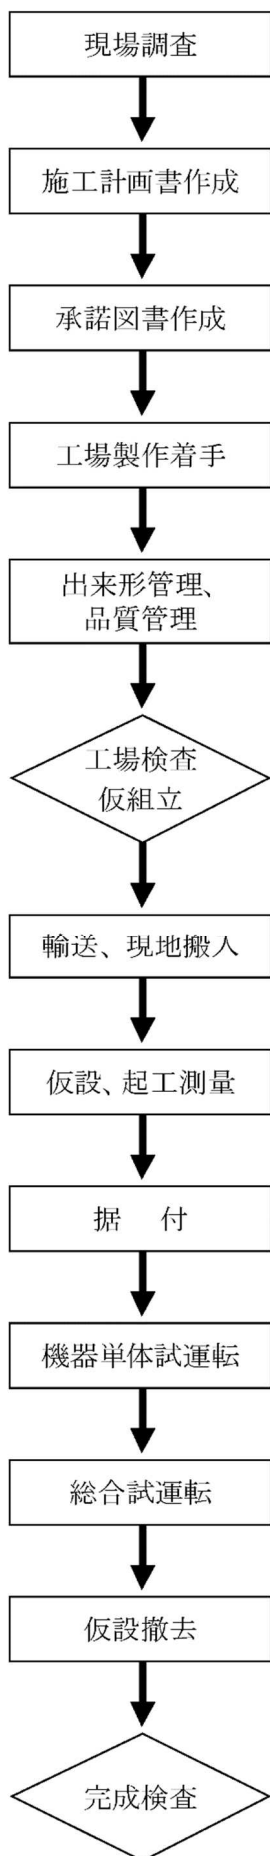 現場調査
施工計画書作成
承諾図書作成
工場製作着手
出来形管理、
品質管理
工場検査
仮組立
輸送、現地搬入
仮設、起工測量
据　付
機器単体試運転
総合試運転
仮設撤去
完成検査